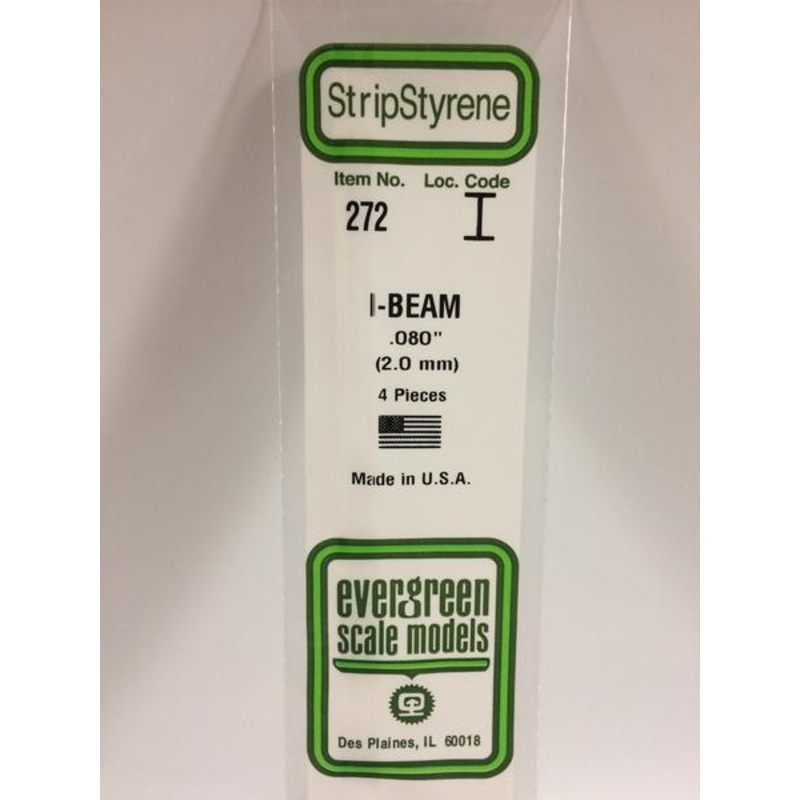 StripStyrene
Item No. Loc. Code
272 I
I-BEAM
.080"
(2.0 mm)
4 Pieces
Made in U.S.A.
evergreen
scale models
Des Plaines, IL 60018